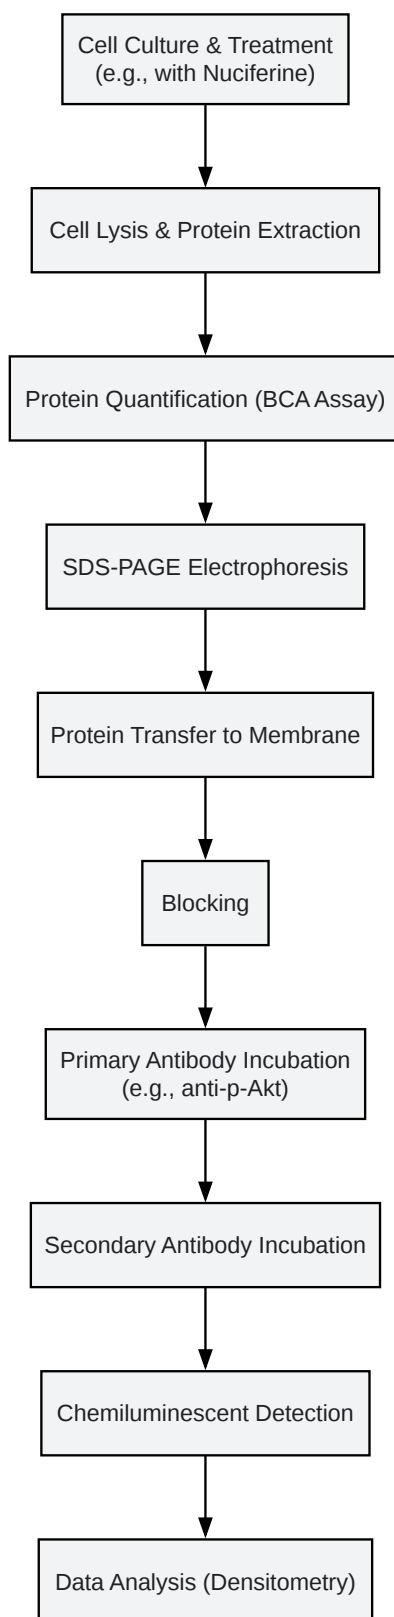 Cell Culture & Treatment
(e.g., with Nuciferine)
Cell Lysis & Protein Extraction
Protein Quantification (BCA Assay)
SDS-PAGE Electrophoresis
Protein Transfer to Membrane
Blocking
Primary Antibody Incubation
(e.g., anti-p-Akt)
Secondary Antibody Incubation
Chemiluminescent Detection
Data Analysis (Densitometry)